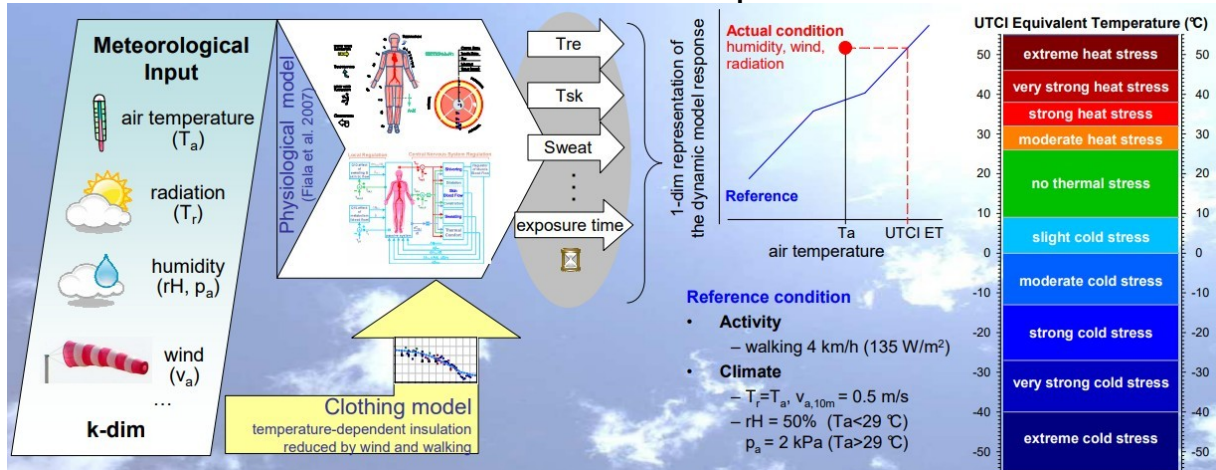 Meteorological
Input
air temperature
(Ta)
radiation
(Tr)
humidity
(rH, pa)
wind
(va)
…
k-dim
Physiological model
(Fiala et al. 2007)
Clothing model
temperature-dependent insulation
reduced by wind and walking
Tre
Tsk
Sweat
exposure time
1-dim representation of
the dynamic model response
Actual condition
humidity, wind,
radiation
Reference
Ta
UTCI ET
air temperature
Reference condition
• Activity
– walking 4 km/h (135 W/m²)
• Climate
– Tr=Ta, va,10m = 0.5 m/s
– rH = 50% (Ta<29 °C)
pa = 2 kPa (Ta>29 °C)
UTCI Equivalent Temperature (°C)
50 extreme heat stress 50
40 very strong heat stress 40
strong heat stress
30 moderate heat stress 30
20 20
no thermal stress
10 10
slight cold stress
0 0
-10 moderate cold stress -10
-20 strong cold stress -20
-30 very strong cold stress -30
-40 -40
-50 extreme cold stress -50